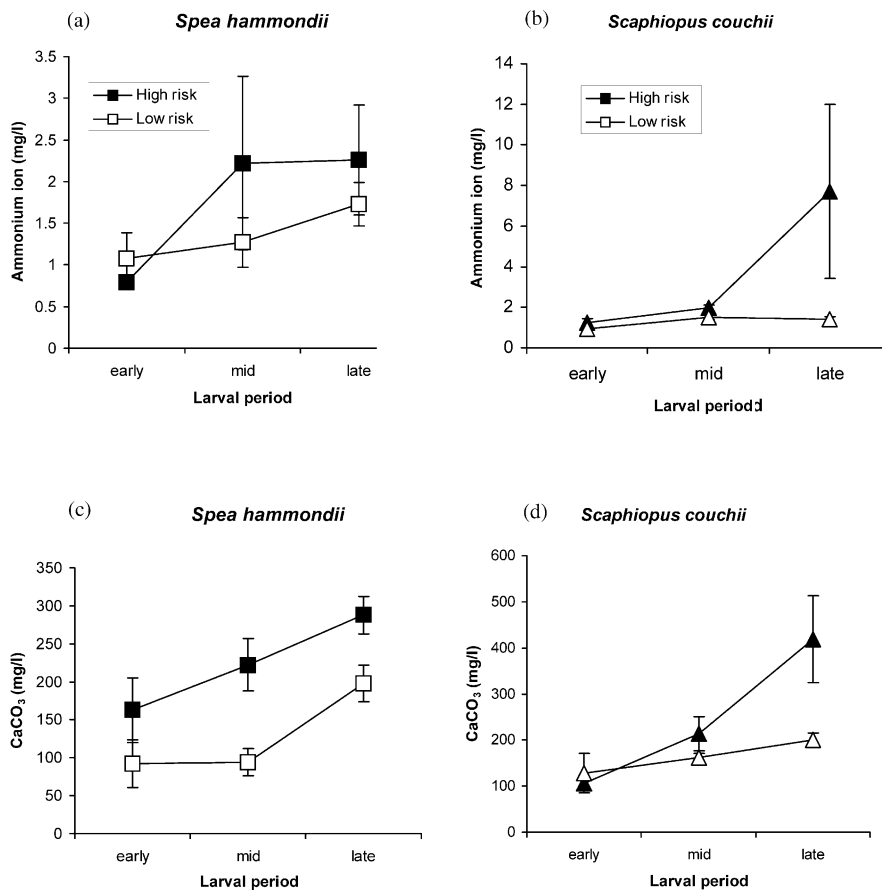 (a)
Spea hammondii
3.5
3
2.5
2
1.5
1
0.5
0
Ammonium ion (mg/l)
High risk
Low risk
early mid late
Larval period
(b)
Scaphiopus couchii
14
12
10
8
6
4
2
0
Ammonium ion (mg/l)
High risk
Low risk
early mid late
Larval periodd
(c)
Spea hammondii
350
300
250
200
150
100
50
0
CaCO3 (mg/l)
early mid late
Larval period
(d)
Scaphiopus couchii
600
500
400
300
200
100
0
CaCO3 (mg/l)
early mid late
Larval period